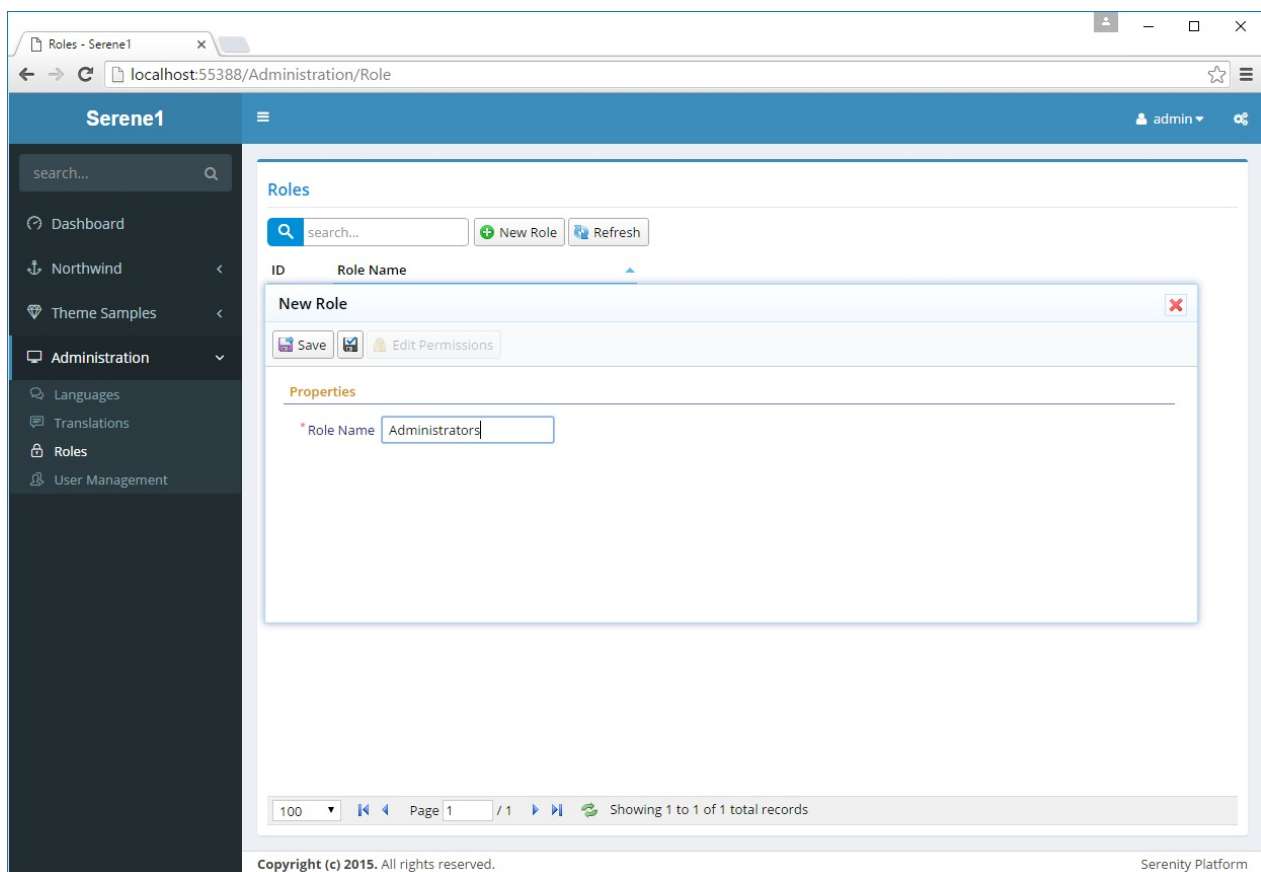 Roles - Serene1
localhost:55388/Administration/Role
Serene1
admin
search...
Roles
Dashboard
search...
New Role
Refresh
Northwind
ID Role Name
Theme Samples
New Role
Administration
Save
Edit Permissions
Languages
Properties
Translations
*Role Name Administrators
Roles
User Management
100 Page 1 / 1 Showing 1 to 1 of 1 total records
Copyright (c) 2015. All rights reserved. Serenity Platform